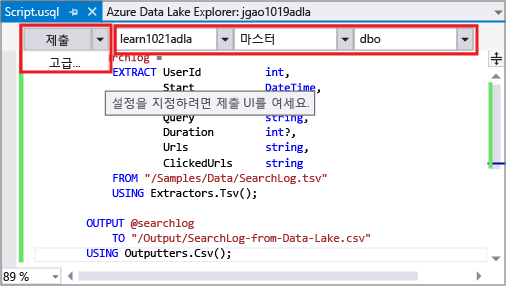 Script.usql Azure Data Lake Explorer: jgao1019adla
제출 learn1021adla 마스터 dbo
고급...
EXTRACT UserId int,
Start DateTime,
설정을 지정하려면 제출 UI를 여세요.
Query string,
Duration int?,
Urls string
ClickedUrls string
FROM "/Samples/Data/SearchLog.tsv"
USING Extractors.Tsv();
OUTPUT @searchlog
TO "/Output/SearchLog-from-Data-Lake.csv"
USING Outputters.Csv();
89 %